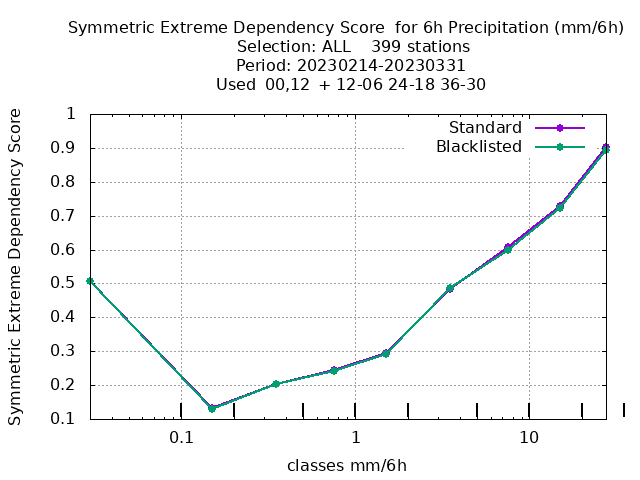 Symmetric Extreme Dependency Score  for 6h Precipitation (mm/6h)
Selection: ALL    399 stations
Period: 20230214-20230331
Used  00,12  + 12-06 24-18 36-30
Symmetric Extreme Dependency Score
1
0.9
0.8
0.7
0.6
0.5
0.4
0.3
0.2
0.1
Standard
Blacklisted
0.1
1
10
classes mm/6h